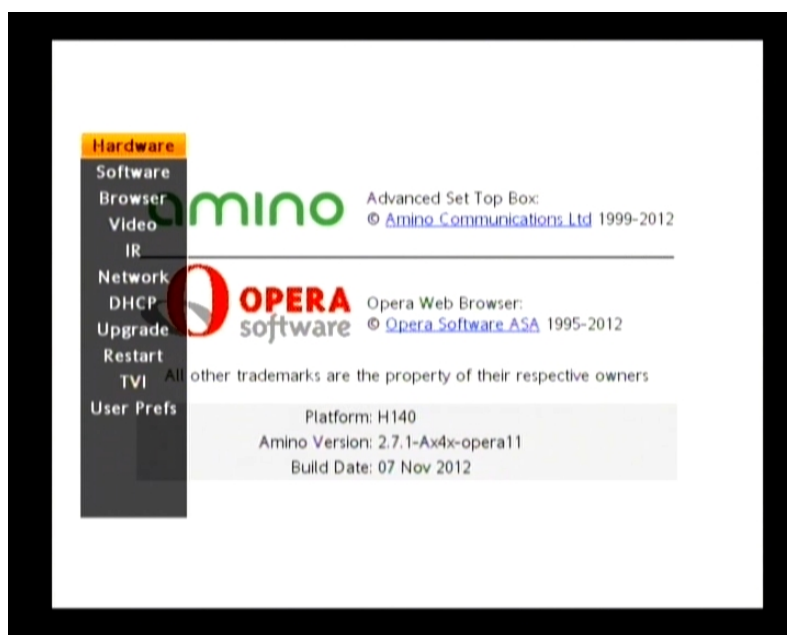 Hardware
Software
Browser
Video
IR
Network
DHCP
Upgrade
Restart
TVI
User Prefs
amino
Advanced Set Top Box:
© Amino Communications Ltd 1999-2012
OPERA
software
Opera Web Browser:
© Opera Software ASA 1995-2012
All other trademarks are the property of their respective owners
Platform: H140
Amino Version: 2.7.1-Ax4x-opera11
Build Date: 07 Nov 2012